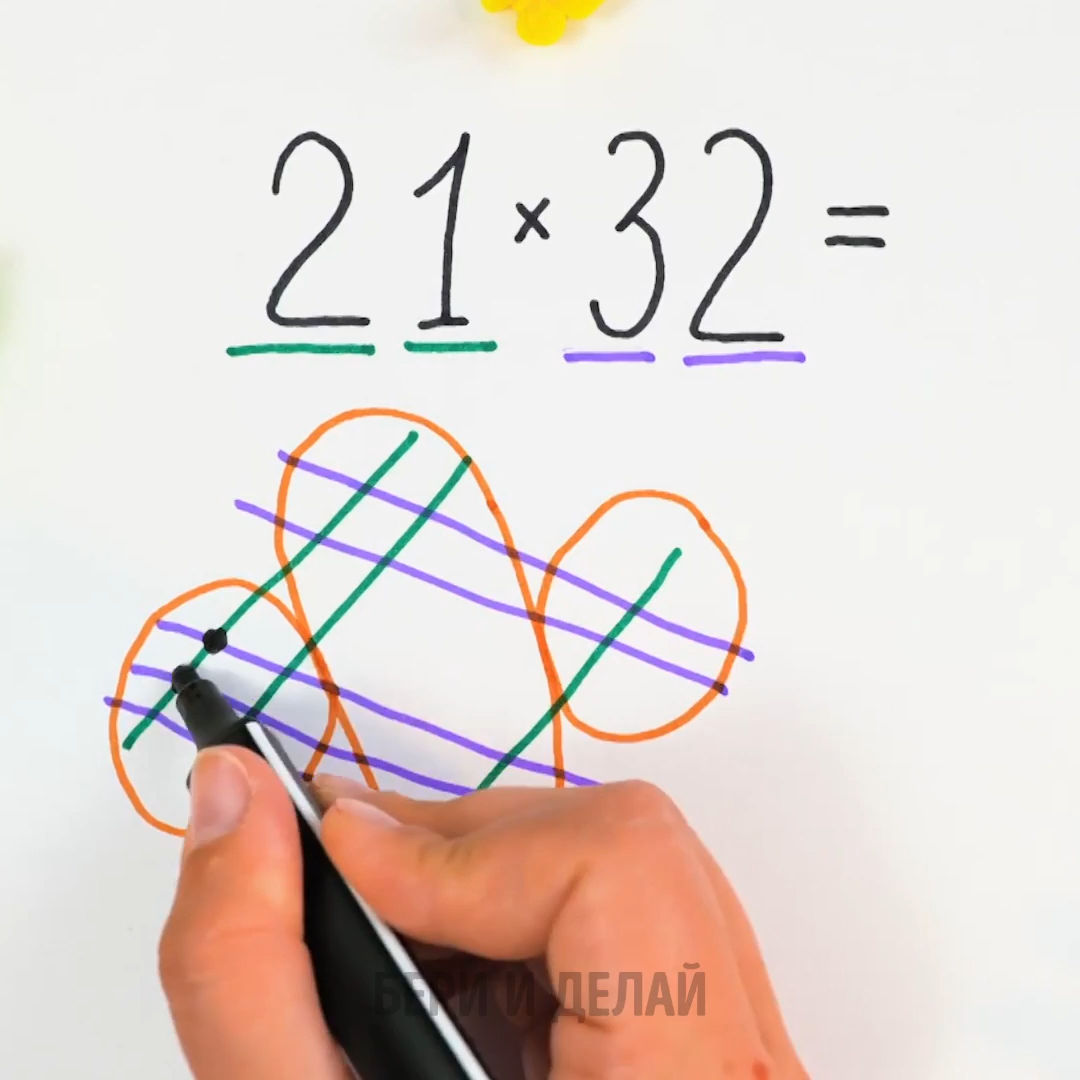 21 × 32 =
БЕРИ И ДЕЛАЙ